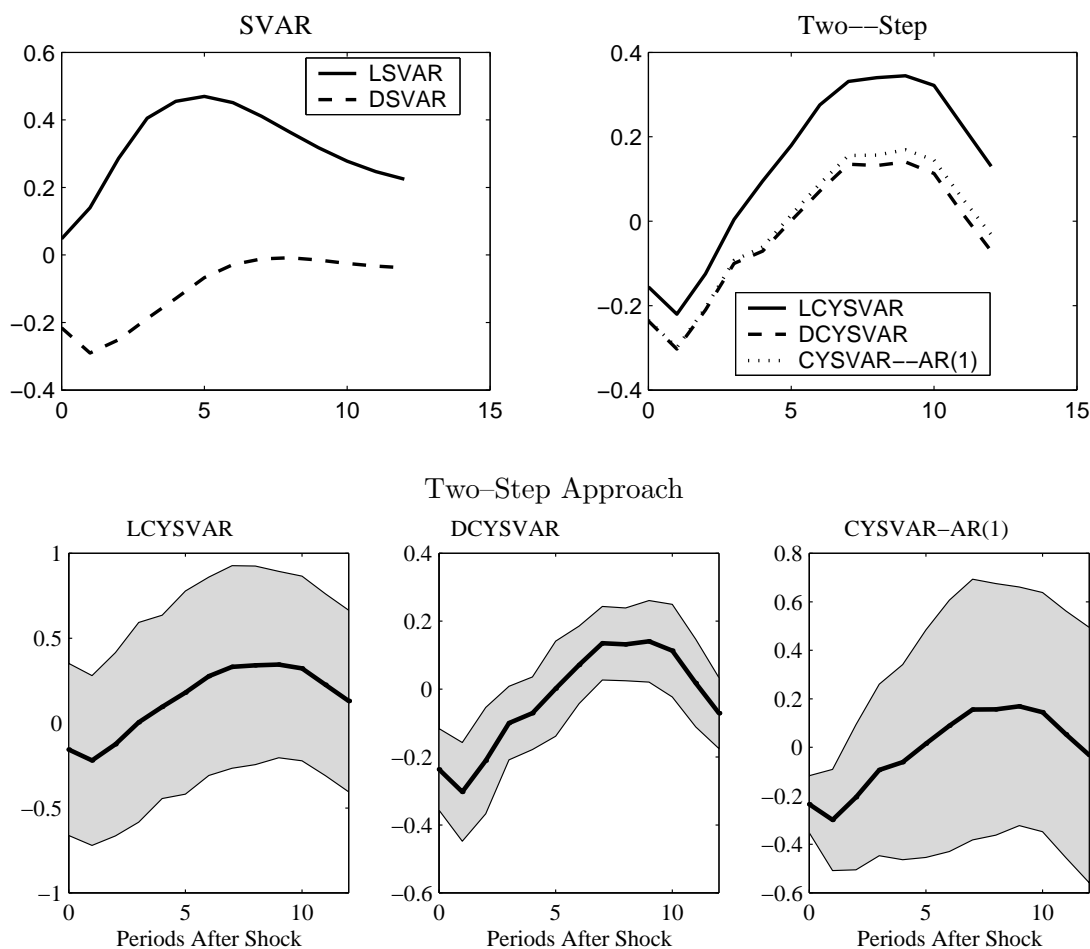 SVAR
0.6
0.4
0.2
0
−0.2
−0.4
0 5 10 15
LSVAR
DSVAR
Two−−Step
0.4
0.2
0
−0.2
−0.4
0 5 10 15
LCYSVAR
DCYSVAR
CYSVAR−−AR(1)
Two–Step Approach
LCYSVAR
1
0.5
0
−0.5
−1
0 5 10
Periods After Shock
DCYSVAR
0.4
0.2
0
−0.2
−0.4
−0.6
0 5 10
Periods After Shock
CYSVAR−AR(1)
0.8
0.6
0.4
0.2
0
−0.2
−0.4
−0.6
0 5 10
Periods After Shock